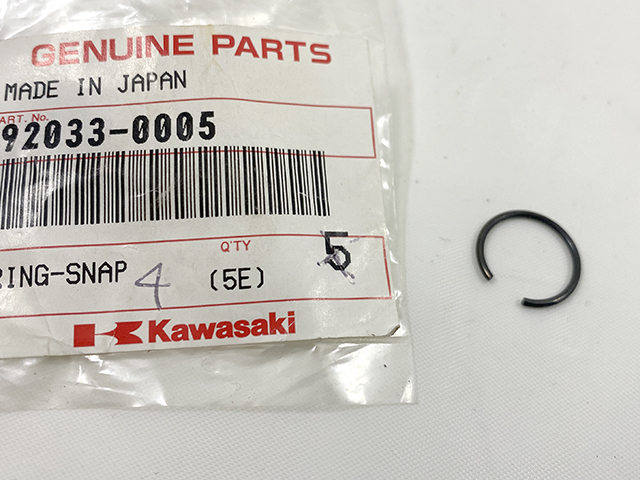 GENUINE PARTS
MADE IN JAPAN
ART. No.
92033-0005
Q'TY
RING-SNAP 4 (5E) 5
Kawasaki